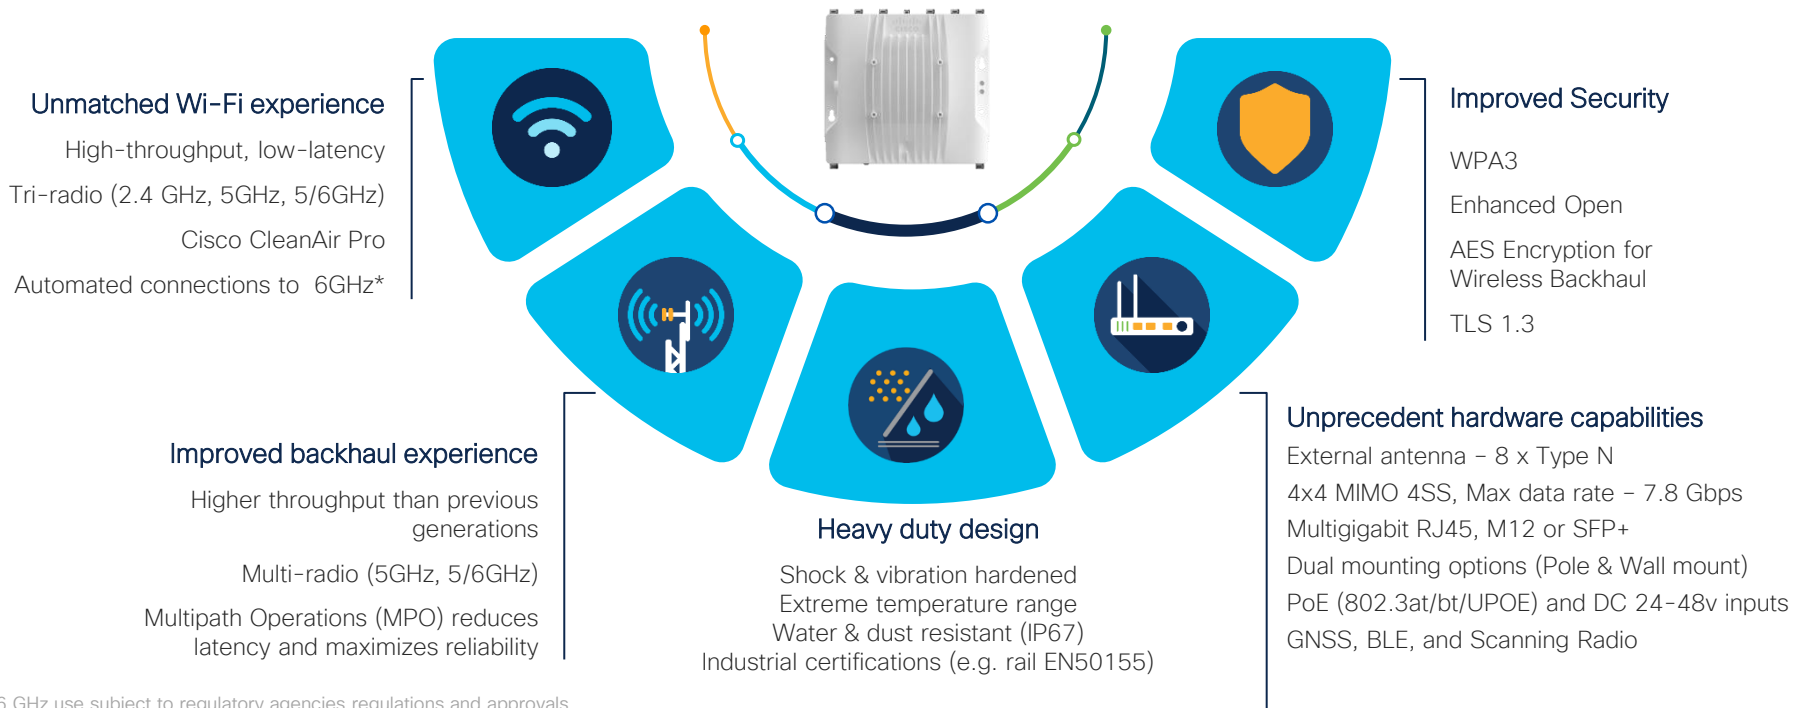 Unmatched Wi-Fi experience
High-throughput, low-latency
Tri-radio (2.4 GHz, 5GHz, 5/6GHz)
Cisco CleanAir Pro
Automated connections to 6GHz*
Improved backhaul experience
Higher throughput than previous
generations
Multi-radio (5GHz, 5/6GHz)
Multipath Operations (MPO) reduces
latency and maximizes reliability
Heavy duty design
Shock & vibration hardened
Extreme temperature range
Water & dust resistant (IP67)
Industrial certifications (e.g. rail EN50155)
Unprecedent hardware capabilities
External antenna – 8 x Type N
4x4 MIMO 4SS, Max data rate – 7.8 Gbps
Multigigabit RJ45, M12 or SFP+
Dual mounting options (Pole & Wall mount)
PoE (802.3at/bt/UPOE) and DC 24-48v inputs
GNSS, BLE, and Scanning Radio
Improved Security
WPA3
Enhanced Open
AES Encryption for
Wireless Backhaul
TLS 1.3
CISCO
6 GHz use subject to regulatory agencies regulations and approvals